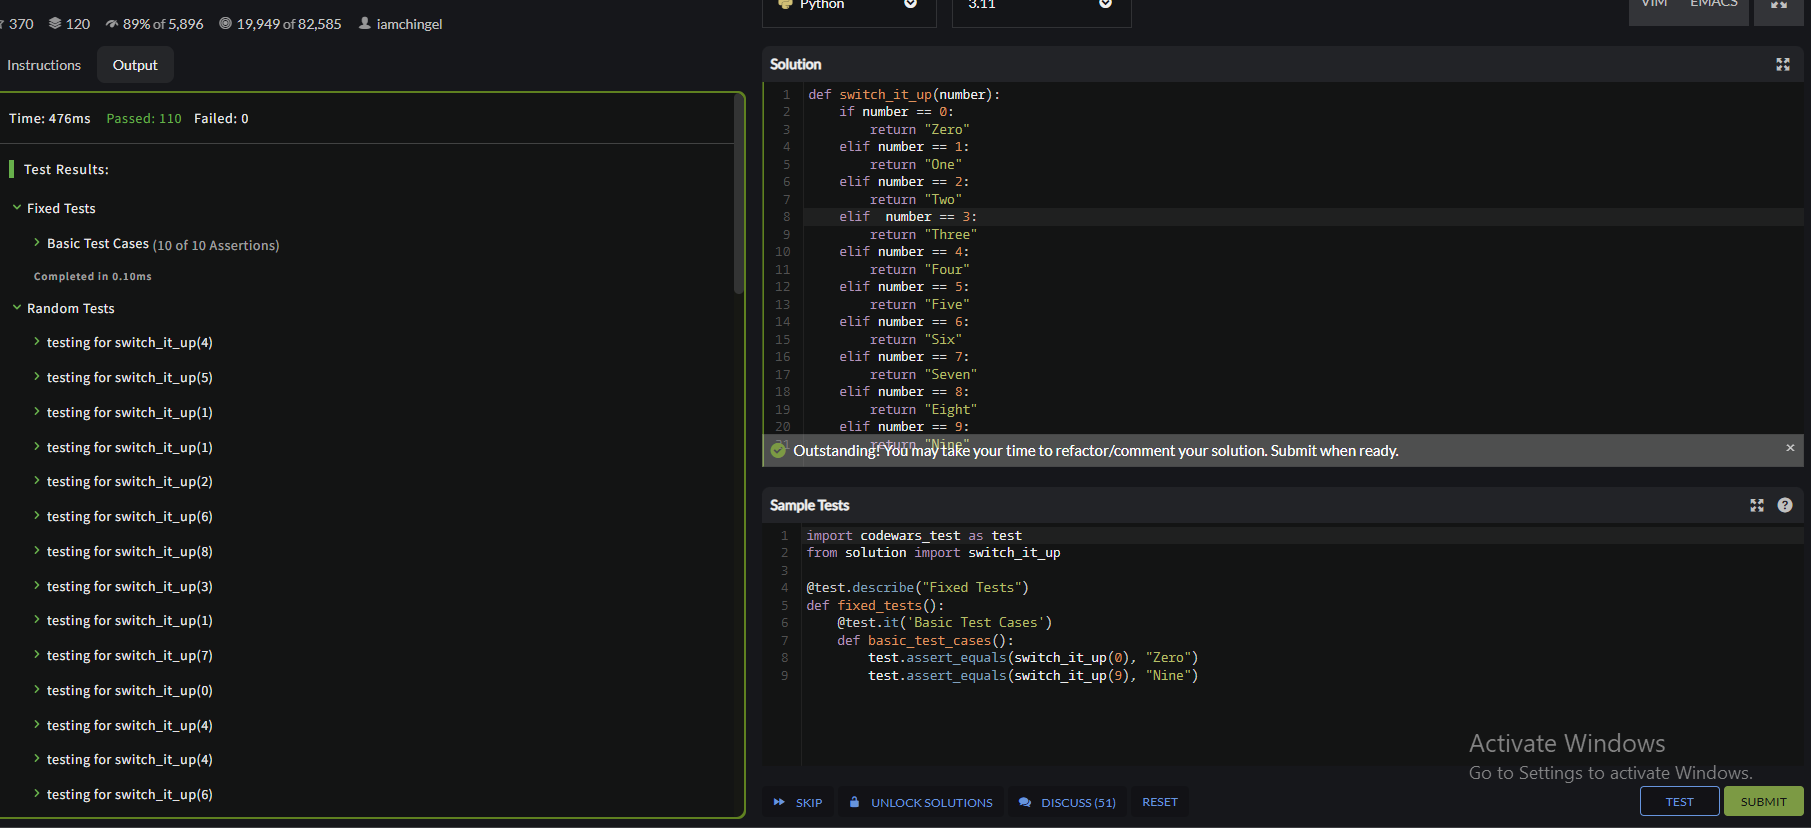 370 120 89% of 5,896 19,949 of 82,585 iamchingel
Instructions Output
Time: 476ms Passed: 110 Failed: 0
Test Results:
Fixed Tests
Basic Test Cases (10 of 10 Assertions)
Completed in 0.10ms
Random Tests
testing for switch_it_up(4)
testing for switch_it_up(5)
testing for switch_it_up(1)
testing for switch_it_up(1)
testing for switch_it_up(2)
testing for switch_it_up(6)
testing for switch_it_up(8)
testing for switch_it_up(3)
testing for switch_it_up(1)
testing for switch_it_up(7)
testing for switch_it_up(0)
testing for switch_it_up(4)
testing for switch_it_up(4)
testing for switch_it_up(6)
Python 3.11 VIM EMACS
Solution
1 def switch_it_up(number):
2     if number == 0:
3         return "Zero"
4     elif number == 1:
5         return "One"
6     elif number == 2:
7         return "Two"
8     elif  number == 3:
9         return "Three"
10     elif number == 4:
11         return "Four"
12     elif number == 5:
13         return "Five"
14     elif number == 6:
15         return "Six"
16     elif number == 7:
17         return "Seven"
18     elif number == 8:
19         return "Eight"
20     elif number == 9:
21         return "Nine"
Outstanding! You may take your time to refactor/comment your solution. Submit when ready. ×
Sample Tests ?
1 import codewars_test as test
2 from solution import switch_it_up
3
4 @test.describe("Fixed Tests")
5 def fixed_tests():
6     @test.it('Basic Test Cases')
7     def basic_test_cases():
8         test.assert_equals(switch_it_up(0), "Zero")
9         test.assert_equals(switch_it_up(9), "Nine")
Activate Windows
Go to Settings to activate Windows.
SKIP UNLOCK SOLUTIONS DISCUSS (51) RESET TEST SUBMIT